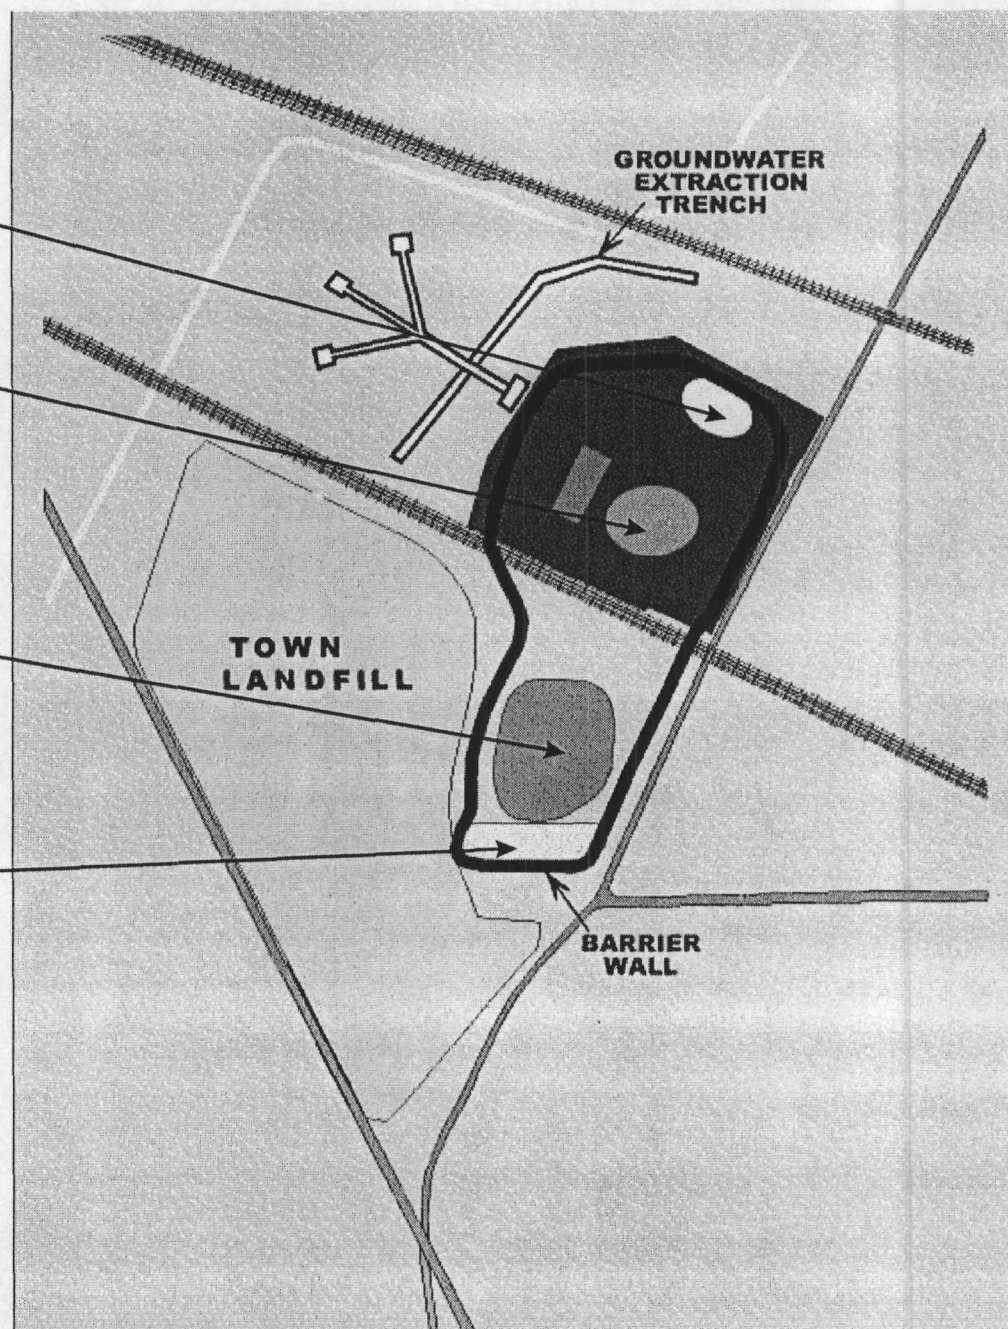 GROUNDWATER
EXTRACTION
TRENCH
TOWN
LANDFILL
BARRIER
WALL